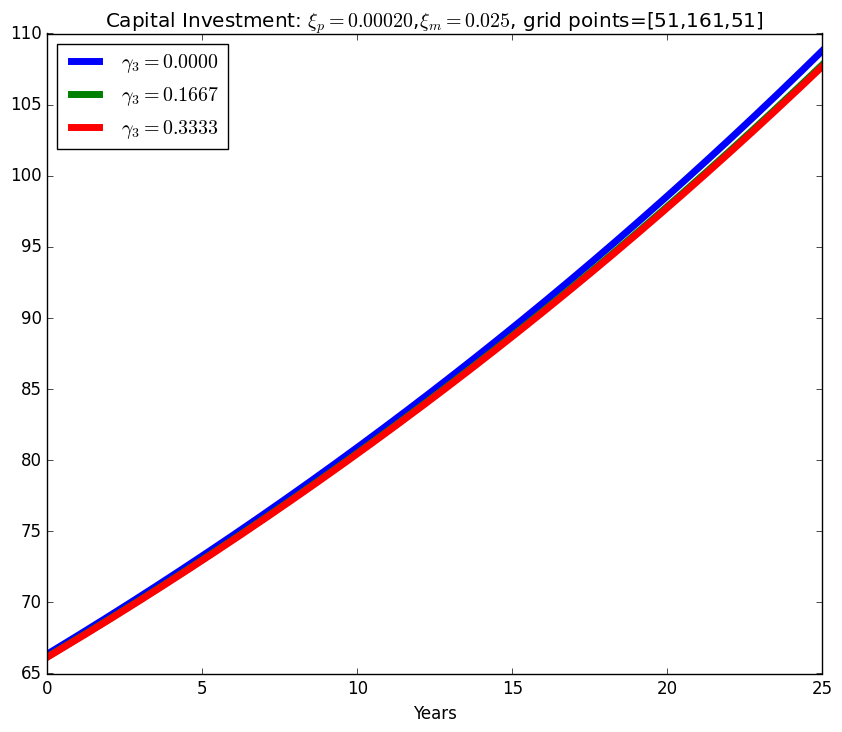 Capital Investment: ξₚ = 0.00020,ξₘ = 0.025, grid points=[51,161,51]
γ₃ = 0.0000
γ₃ = 0.1667
γ₃ = 0.3333
110
105
100
95
90
85
80
75
70
65
0 5 10 15 20 25
Years